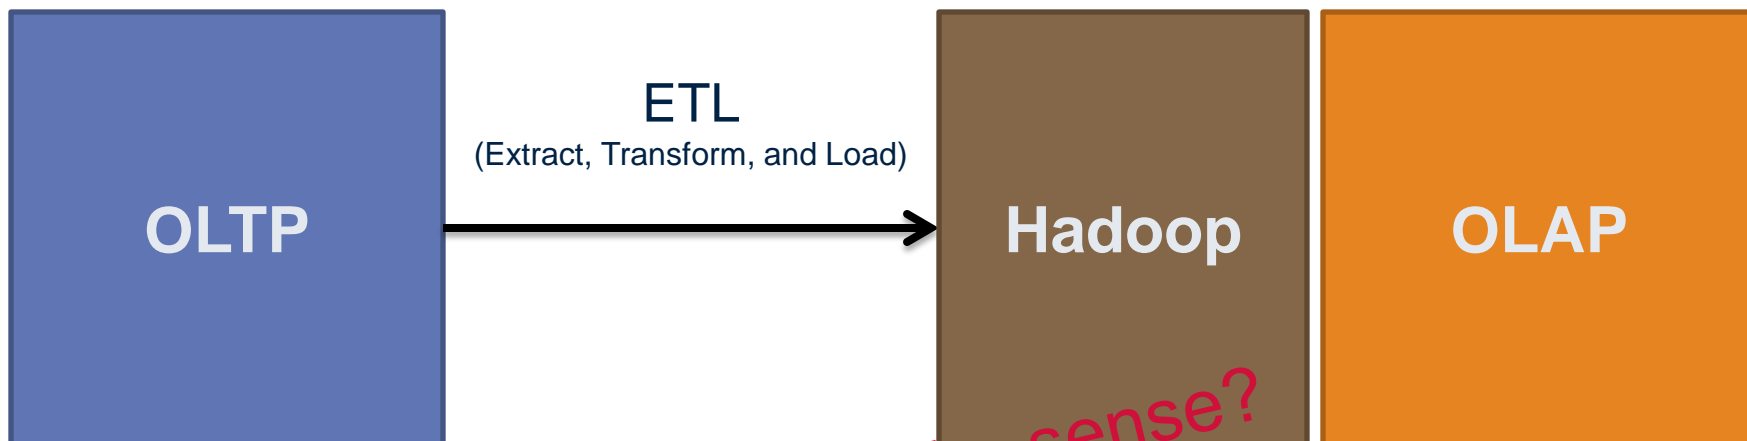 ETL
(Extract, Transform, and Load)
OLTP
Hadoop
OLAP
sense?